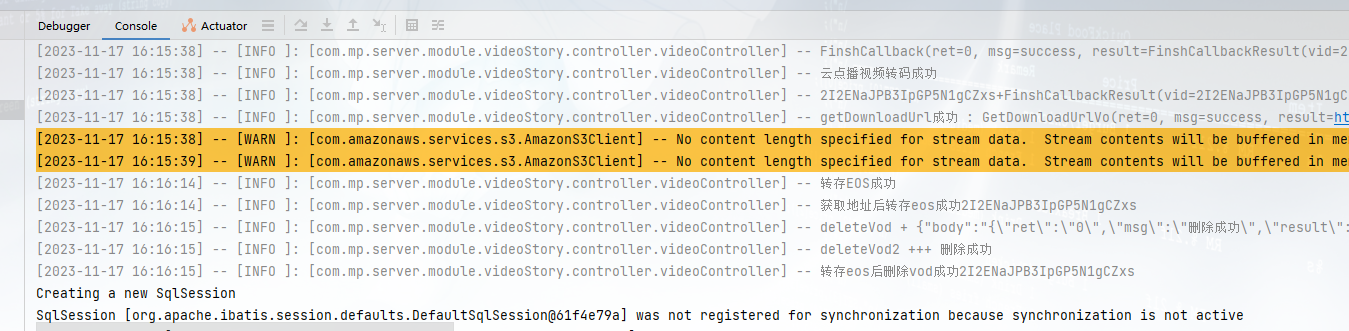 Debugger Console Actuator
[2023-11-17 16:15:38] -- [INFO ]: [com.mp.server.module.videoStory.controller.videoController] -- FinshCallback(ret=0, msg=success, result=FinshCallbackResult(vid=2
[2023-11-17 16:15:38] -- [INFO ]: [com.mp.server.module.videoStory.controller.videoController] -- 云点播视频转码成功
[2023-11-17 16:15:38] -- [INFO ]: [com.mp.server.module.videoStory.controller.videoController] -- 2I2ENaJPB3IpGP5N1gCZxs+FinshCallbackResult(vid=2I2ENaJPB3IpGP5N1gCZxs
[2023-11-17 16:15:38] -- [INFO ]: [com.mp.server.module.videoStory.controller.videoController] -- getDownloadUrl成功 : GetDownloadUrlVo(ret=0, msg=success, result=ht
[2023-11-17 16:15:38] -- [WARN ]: [com.amazonaws.services.s3.AmazonS3Client] -- No content length specified for stream data.  Stream contents will be buffered in me
[2023-11-17 16:15:39] -- [WARN ]: [com.amazonaws.services.s3.AmazonS3Client] -- No content length specified for stream data.  Stream contents will be buffered in me
[2023-11-17 16:16:14] -- [INFO ]: [com.mp.server.module.videoStory.controller.videoController] -- 转存EOS成功
[2023-11-17 16:16:14] -- [INFO ]: [com.mp.server.module.videoStory.controller.videoController] -- 获取地址后转存eos成功2I2ENaJPB3IpGP5N1gCZxs
[2023-11-17 16:16:15] -- [INFO ]: [com.mp.server.module.videoStory.controller.videoController] -- deleteVod + {"body":"{\"ret\":\"0\",\"msg\":\"删除成功\",\"result\":
[2023-11-17 16:16:15] -- [INFO ]: [com.mp.server.module.videoStory.controller.videoController] -- deleteVod2 +++ 删除成功
[2023-11-17 16:16:15] -- [INFO ]: [com.mp.server.module.videoStory.controller.videoController] -- 转存eos后删除vod成功2I2ENaJPB3IpGP5N1gCZxs
Creating a new SqlSession
SqlSession [org.apache.ibatis.session.defaults.DefaultSqlSession@61f4e79a] was not registered for synchronization because synchronization is not active